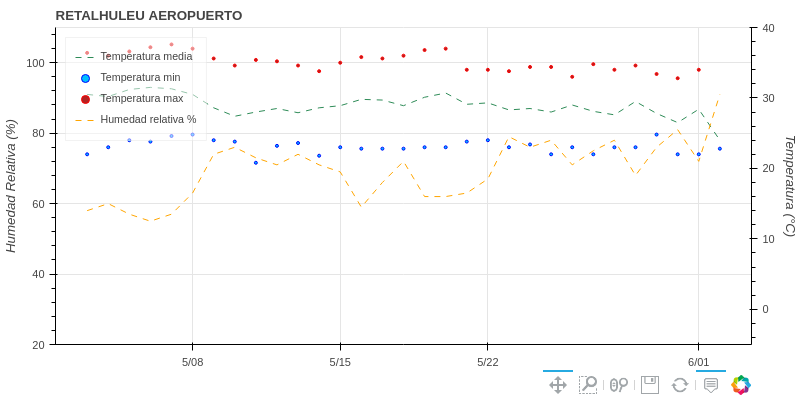 RETALHULEU AEROPUERTO
Temperatura media
Temperatura min
Temperatura max
Humedad relativa %
Humedad Relativa (%)
100
80
60
40
20
Temperatura (°C)
40
30
20
10
0
5/08
5/15
5/22
6/01